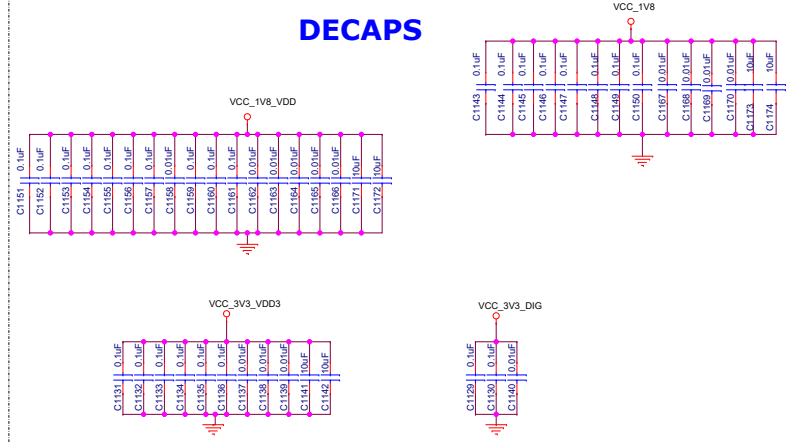 DECAPS
VCC_1V8
0.1uF
0.1uF
0.1uF
0.1uF
0.1uF
0.1uF
0.1uF
0.1uF
0.01uF
0.01uF
0.01uF
0.01uF
10uF
10uF
C1143
C1144
C1145
C1146
C1147
C1148
C1149
C1150
C1167
C1168
C1169
C1170
C1173
C1174
VCC_1V8_VDD
0.1uF
0.1uF
0.1uF
0.1uF
0.1uF
0.1uF
0.1uF
0.01uF
0.1uF
0.1uF
0.1uF
0.01uF
0.01uF
0.01uF
0.01uF
0.01uF
10uF
10uF
C1151
C1152
C1153
C1154
C1155
C1156
C1157
C1158
C1159
C1160
C1161
C1162
C1163
C1164
C1165
C1166
C1171
C1172
VCC_3V3_VDD3
0.1uF
0.1uF
0.1uF
0.1uF
0.1uF
0.1uF
0.01uF
0.01uF
0.01uF
10uF
10uF
C1131
C1132
C1133
C1134
C1135
C1136
C1137
C1138
C1139
C1141
C1142
VCC_3V3_DIG
0.1uF
0.1uF
0.01uF
C1129
C1130
C1140